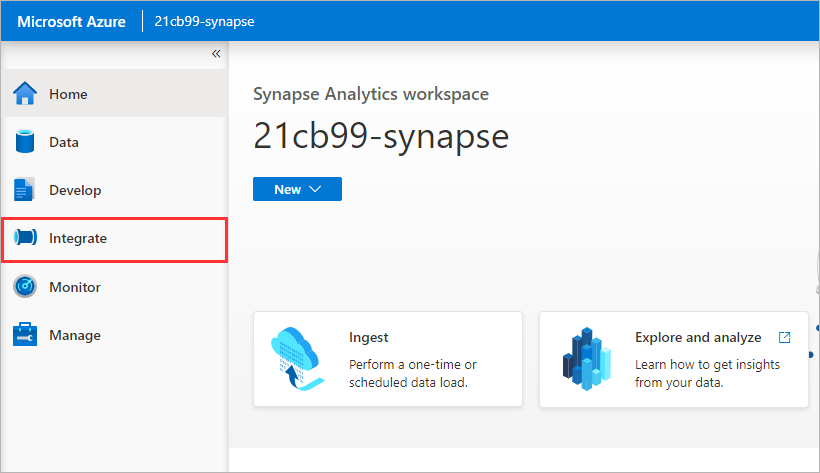 Microsoft Azure 21cb99-synapse
«
Home
Data
Develop
Integrate
Monitor
Manage
Synapse Analytics workspace
21cb99-synapse
New
Ingest
Perform a one-time or
scheduled data load.
Explore and analyze
Learn how to get insights
from your data.